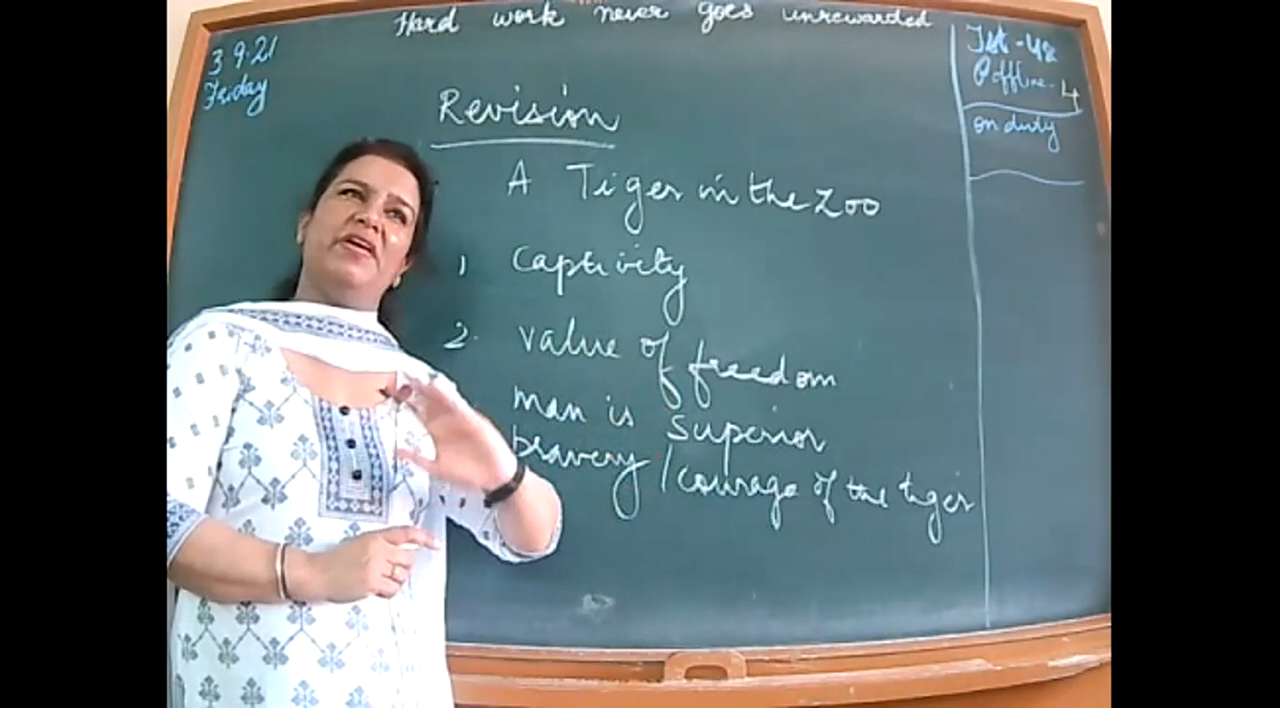 Hard work never goes unrewarded
3 9.21
Friday
Tst - 48
P offline. 4
on duty
Revision
A Tiger in the Zoo
1 Captivity
2. value of freedom
man is superior
bravery / courage of the tiger